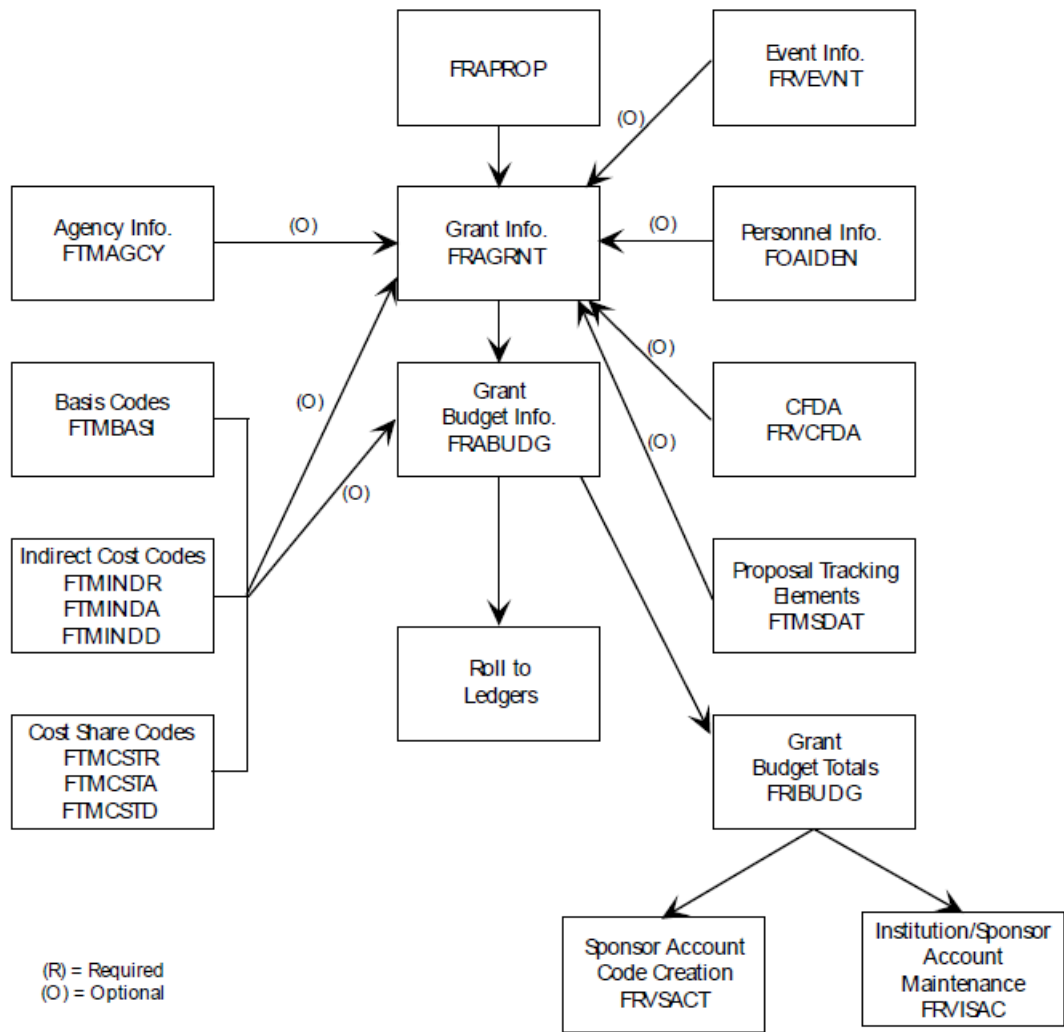 FRAPROP
Event Info.
FRVEVNT
(O)
Agency Info.
FTMAGCY
(O)
Grant Info.
FRAGRNT
(O)
Personnel Info.
FOAIDEN
Basis Codes
FTMBASI
(O)
Grant
Budget Info.
FRABUDG
(O)
CFDA
FRVCFDA
(O)
(O)
Indirect Cost Codes
FTMINDR
FTMINDA
FTMINDD
Proposal Tracking
Elements
FTMSDAT
Roll to
Ledgers
Cost Share Codes
FTMCSTR
FTMCSTA
FTMCSTD
Grant
Budget Totals
FRIBUDG
Sponsor Account
Code Creation
FRVSACT
Institution/Sponsor
Account
Maintenance
FRVISAC
(R) = Required
(O) = Optional